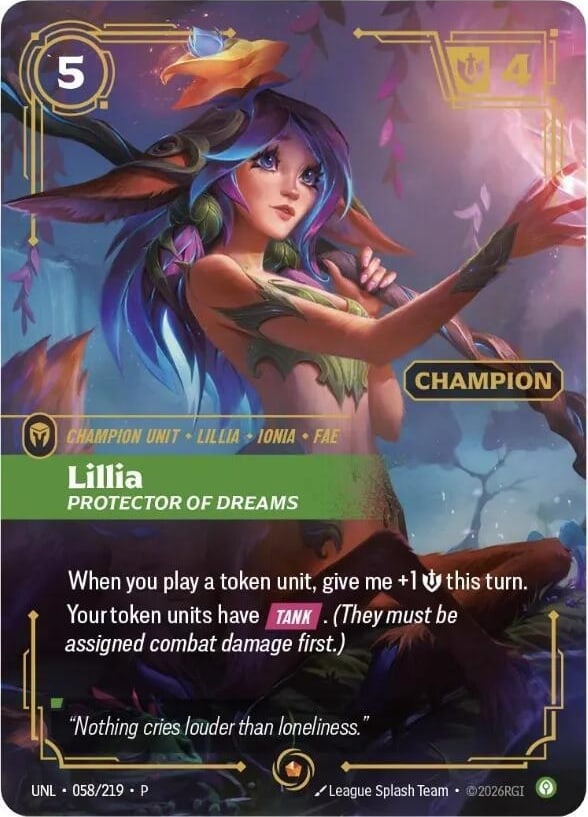 5
4
CHAMPION
CHAMPION UNIT • LILLIA • IONIA • FAE
Lillia
PROTECTOR OF DREAMS
When you play a token unit, give me +1 this turn.
Your token units have TANK. (They must be
assigned combat damage first.)
“Nothing cries louder than loneliness.”
UNL • 058/219 • P
League Splash Team • ©2026RGI